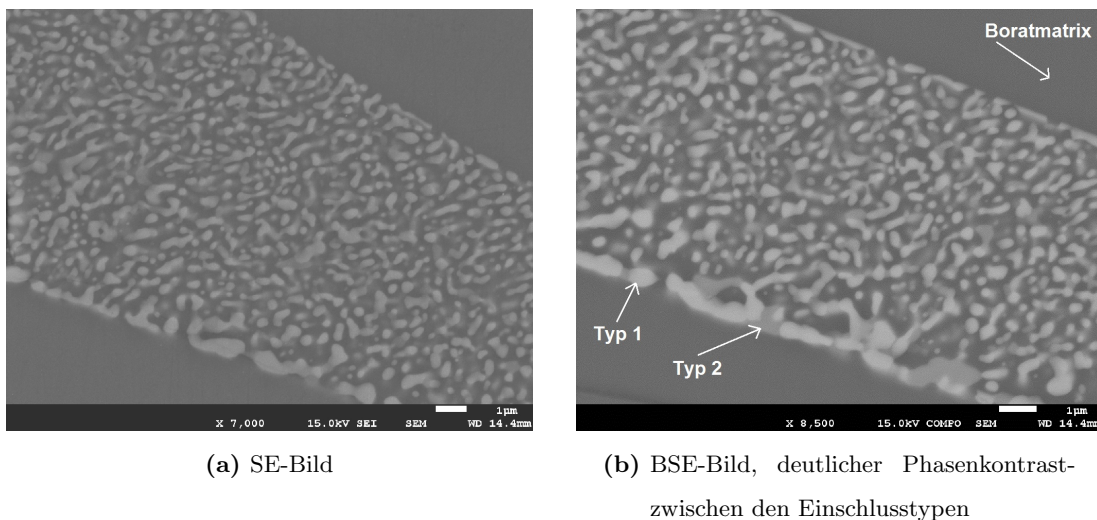 Boratmatrix
Typ 1
Typ 2
1µm
X 7,000 15.0kV SEI SEM WD 14.4mm
1µm
X 8,500 15.0kV COMPO SEM WD 14.4mm
(a) SE-Bild
(b) BSE-Bild, deutlicher Phasenkontrast-
zwischen den Einschlusstypen